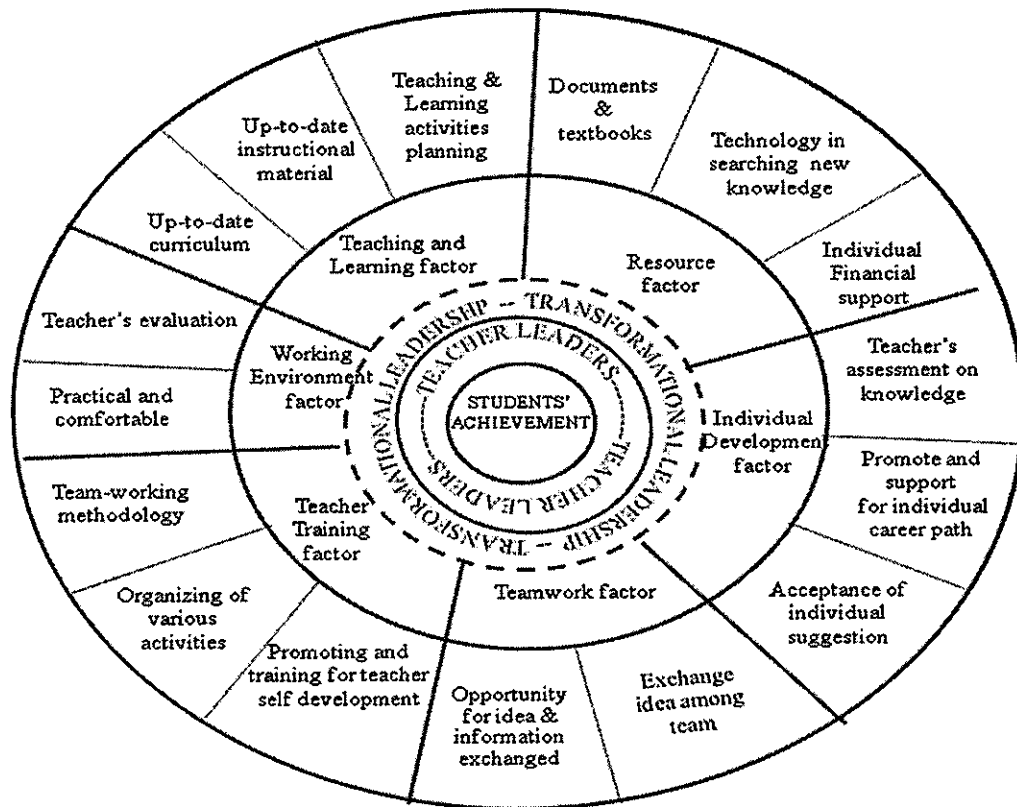 Teaching &
Learning
activities
planning
Documents
&
textbooks
Up-to-date
instructional
material
Technology in
searching new
knowledge
Up-to-date
curriculum
Teaching and
Learning factor
Resource
factor
Individual
Financial
support
Teacher's evaluation
Working
Environment
factor
TRANSFORMATIONAL LEADERSHIP -- TRANSFORMATIONAL LEADERSHIP --
TEACHER LEADERS------TEACHER LEADERS------
STUDENTS'
ACHIEVEMENT
Teacher's
assessment on
knowledge
Practical and
comfortable
Individual
Development
factor
Team-working
methodology
Teacher
Training
factor
Promote and
support
for individual
career path
Organizing of
various
activities
Teamwork factor
Acceptance of
individual
suggestion
Promoting and
training for teacher
self development
Opportunity
for idea &
information
exchanged
Exchange
idea among
team